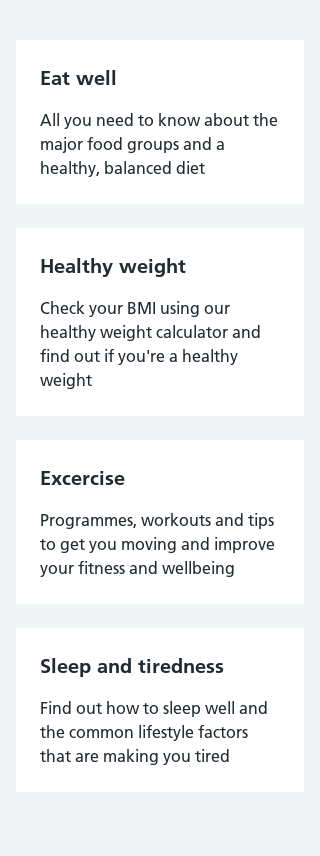 Eat well
All you need to know about the
major food groups and a
healthy, balanced diet
Healthy weight
Check your BMI using our
healthy weight calculator and
find out if you're a healthy
weight
Excercise
Programmes, workouts and tips
to get you moving and improve
your fitness and wellbeing
Sleep and tiredness
Find out how to sleep well and
the common lifestyle factors
that are making you tired